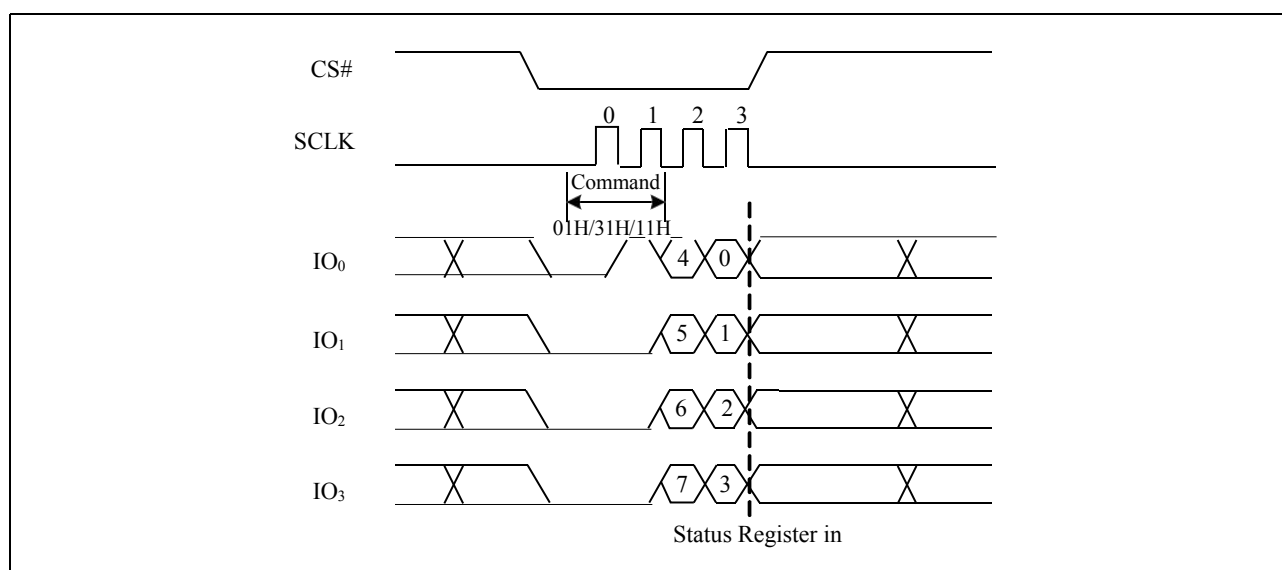 CS#
0 1 2 3
SCLK
Command
01H/31H/11H
IO₀ 4 0
IO₁ 5 1
IO₂ 6 2
IO₃ 7 3
Status Register in